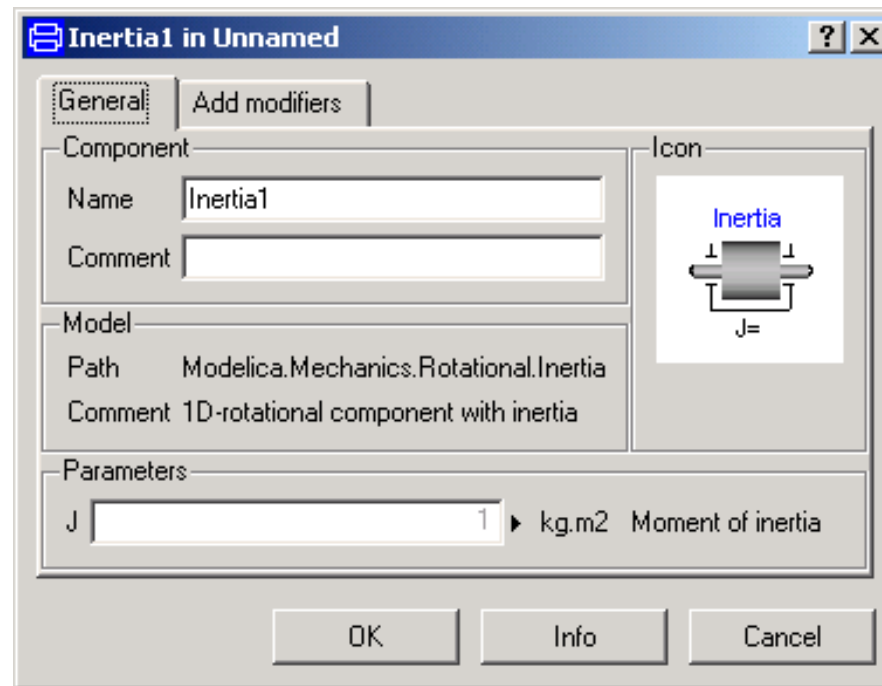 Inertia1 in Unnamed
?
General
Add modifiers
Component
Name Inertia1
Comment
Icon
Inertia
J=
Model
Path Modelica.Mechanics.Rotational.Inertia
Comment 1D-rotational component with inertia
Parameters
J 1 kg.m2 Moment of inertia
OK Info Cancel